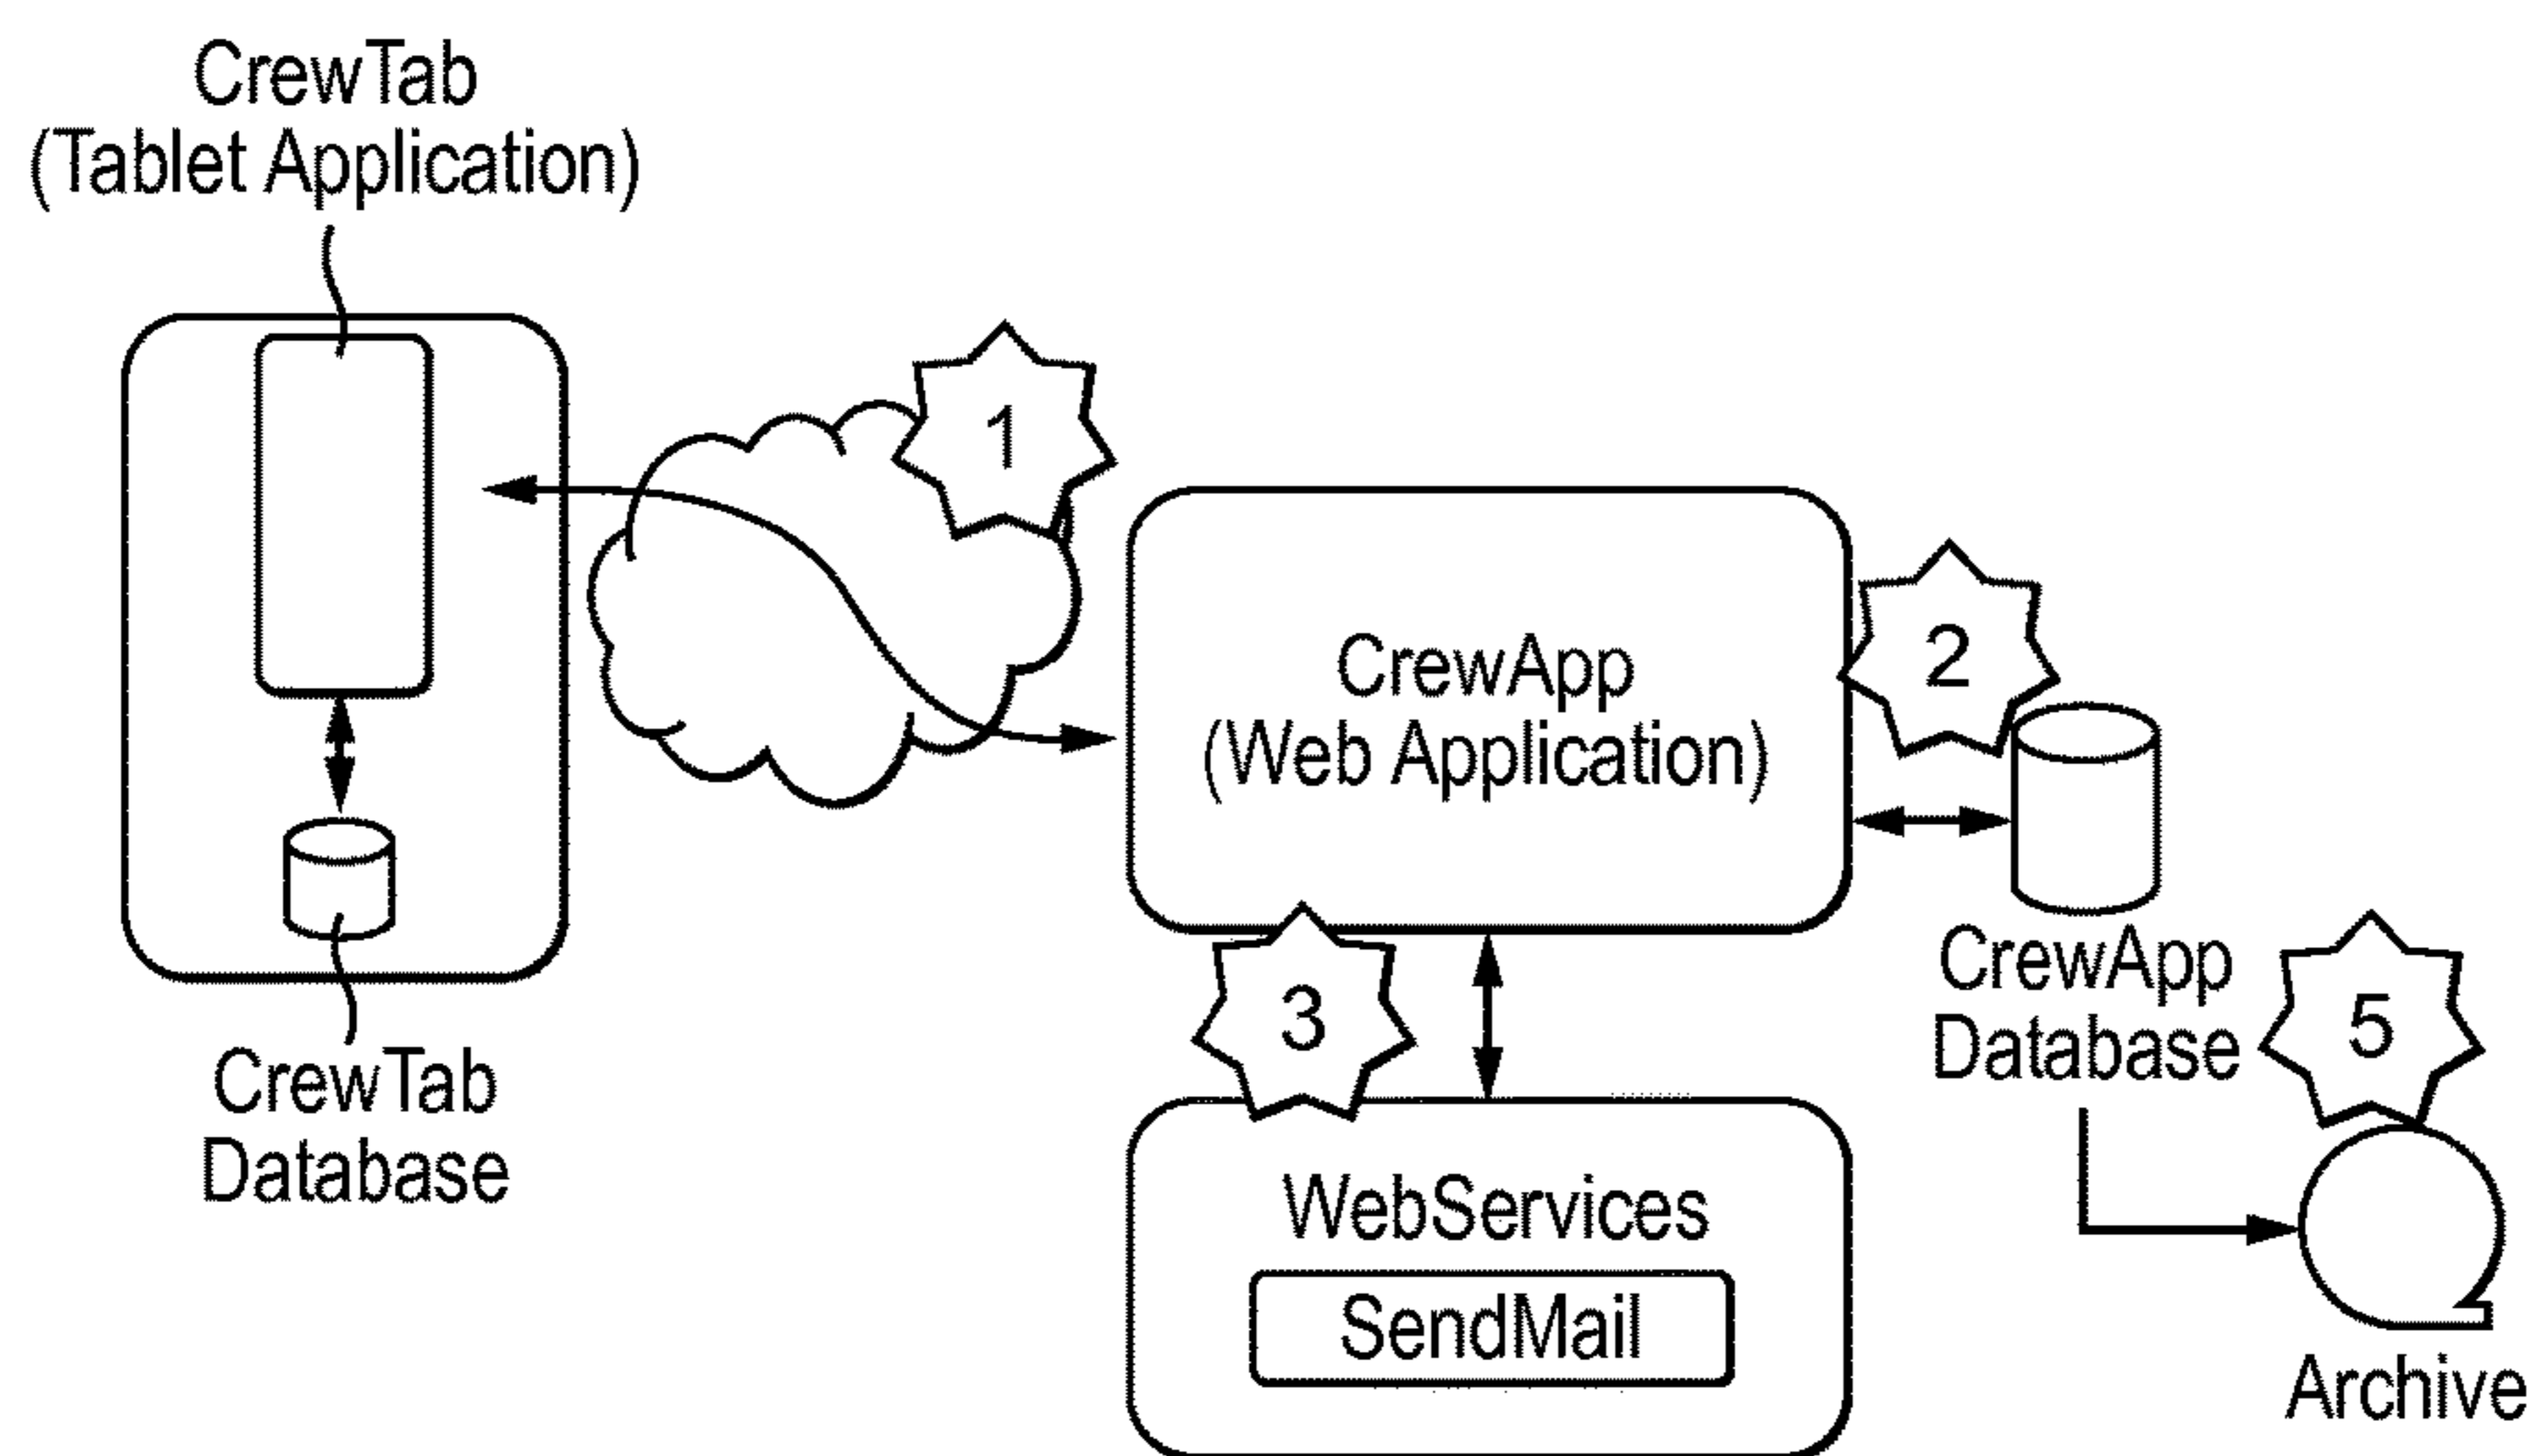 CrewTab
(Tablet Application)
1
CrewApp
(Web Application)
2
CrewApp
Database
5
3
CrewTab
Database
WebServices
SendMail
Archive